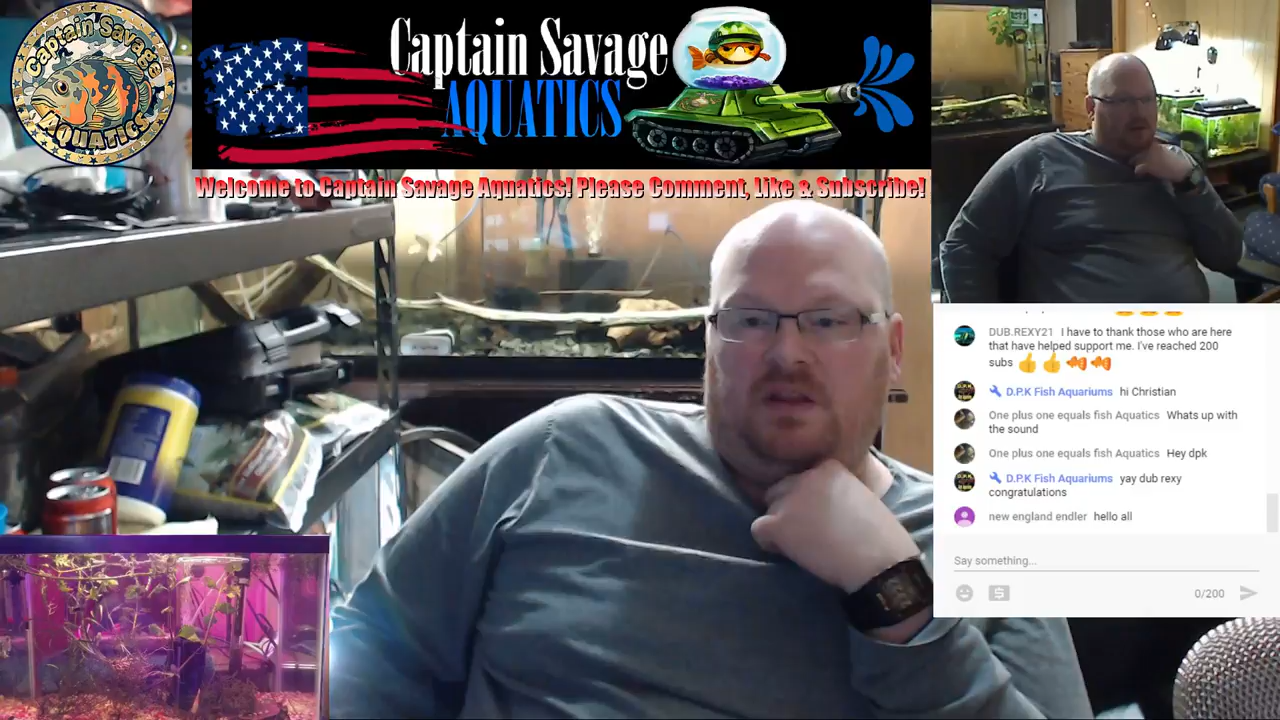 Captain Savage
AQUATICS
Captain Savage
AQUATICS
Welcome to Captain Savage Aquatics! Please Comment, Like & Subscribe!
DUB.REXY21 I have to thank those who are here
that have helped support me. I've reached 200
subs
D.P.K Fish Aquariums hi Christian
One plus one equals fish Aquatics Whats up with
the sound
One plus one equals fish Aquatics Hey dpk
D.P.K Fish Aquariums yay dub rexy
congratulations
new england endler hello all
Say something...
0/200